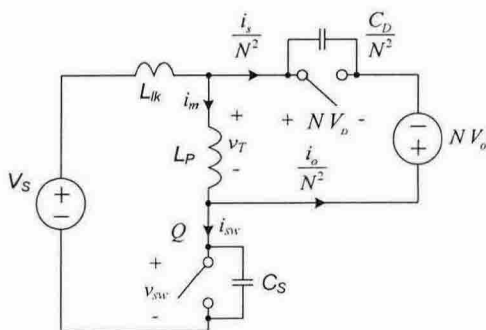 i_s / N^2
C_D / N^2
L_lk
i_m
+ N V_D -
+
L_P
v_T
-
i_o / N^2
-
+
N V_o
V_S
+
-
Q
i_sw
+
v_sw
-
C_S